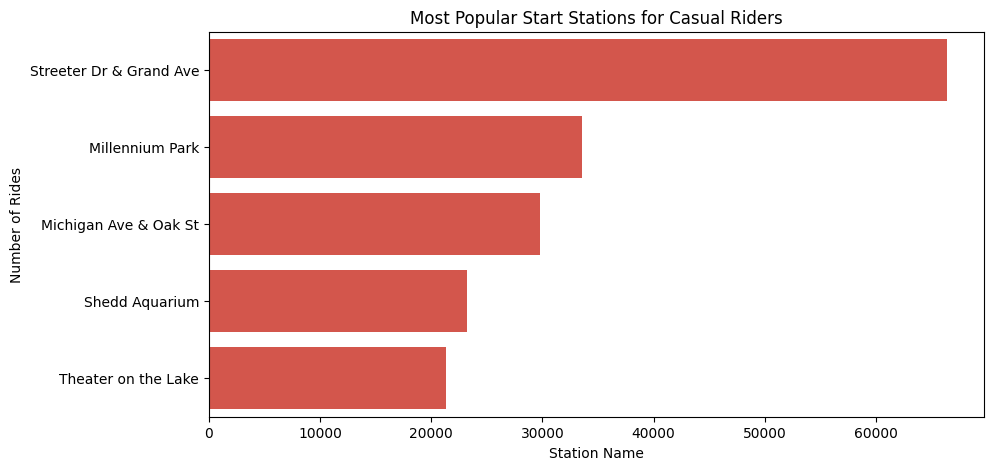 Most Popular Start Stations for Casual Riders
Number of Rides
Streeter Dr & Grand Ave
Millennium Park
Michigan Ave & Oak St
Shedd Aquarium
Theater on the Lake
0 10000 20000 30000 40000 50000 60000
Station Name